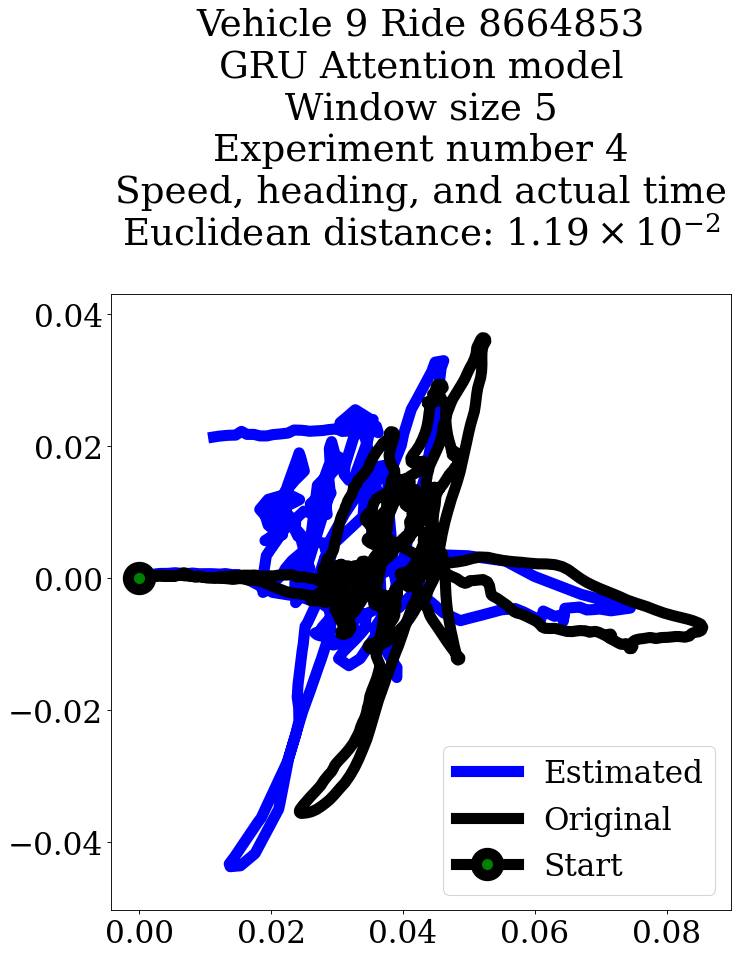 Vehicle 9 Ride 8664853
GRU Attention model
Window size 5
Experiment number 4
Speed, heading, and actual time
Euclidean distance: 1.19 × 10⁻²
0.04
0.02
0.00
−0.02
−0.04
Estimated
Original
Start
0.00 0.02 0.04 0.06 0.08